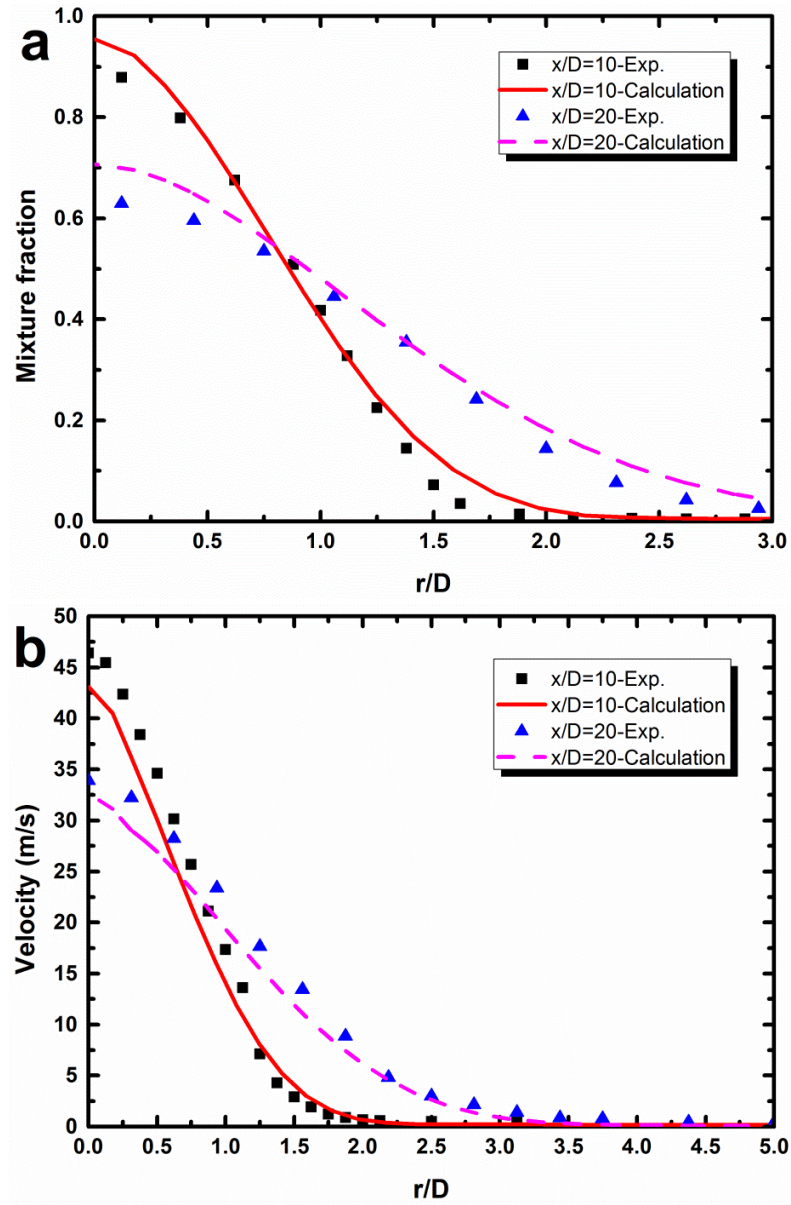 a
1.0
0.8
0.6
0.4
0.2
0.0
Mixture fraction
x/D=10-Exp.
x/D=10-Calculation
x/D=20-Exp.
x/D=20-Calculation
0.0 0.5 1.0 1.5 2.0 2.5 3.0
r/D
b
50
45
40
35
30
25
20
15
10
5
0
Velocity (m/s)
x/D=10-Exp.
x/D=10-Calculation
x/D=20-Exp.
x/D=20-Calculation
0.0 0.5 1.0 1.5 2.0 2.5 3.0 3.5 4.0 4.5 5.0
r/D